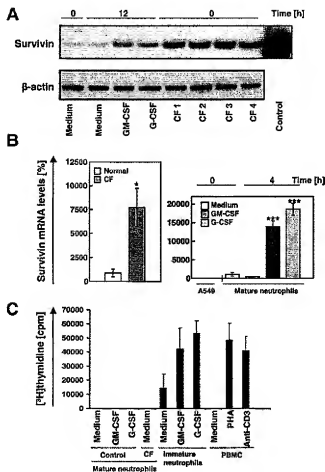 A
0 12 0 Time [h]
Survivin
β-actin
Medium Medium GM-CSF G-CSF CF 1 CF 2 CF 3 CF 4 Control
B
Survivin mRNA levels [%]
12500
10000
7500
5000
2500
0
Normal
CF
*
0 4 Time [h]
20000
15000
10000
5000
0
Medium
GM-CSF
G-CSF
*** ***
A549 Mature neutrophils
C
[³H]thymidine [cpm]
70000
60000
50000
40000
30000
20000
10000
0
Medium GM-CSF G-CSF Medium Medium GM-CSF G-CSF Medium PHA Anti-CD3
Control CF Immature neutrophils PBMC
Mature neutrophils